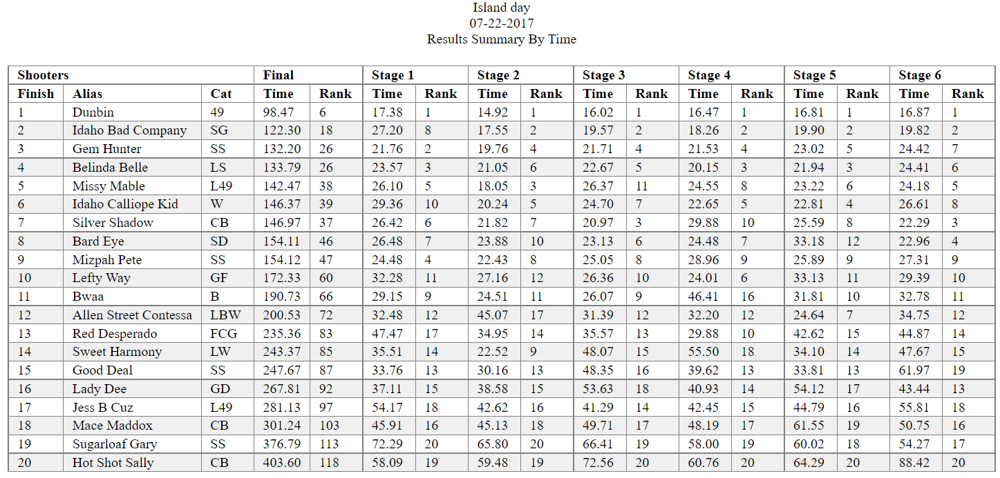 Island day
07-22-2017
Results Summary By Time
Shooters Final Stage 1 Stage 2 Stage 3 Stage 4 Stage 5 Stage 6
Finish Alias Cat Time Rank Time Rank Time Rank Time Rank Time Rank Time Rank Time Rank
1 Dunbin 49 98.47 6 17.38 1 14.92 1 16.02 1 16.47 1 16.81 1 16.87 1
2 Idaho Bad Company SG 122.30 18 27.20 8 17.55 2 19.57 2 18.26 2 19.90 2 19.82 2
3 Gem Hunter SS 132.20 26 21.76 2 19.76 4 21.71 4 21.53 4 23.02 5 24.42 7
4 Belinda Belle LS 133.79 26 23.57 3 21.05 6 22.67 5 20.15 3 21.94 3 24.41 6
5 Missy Mable L49 142.47 38 26.10 5 18.05 3 26.37 11 24.55 8 23.22 6 24.18 5
6 Idaho Calliope Kid W 146.37 39 29.36 10 20.24 5 24.70 7 22.65 5 22.81 4 26.61 8
7 Silver Shadow CB 146.97 37 26.42 6 21.82 7 20.97 3 29.88 10 25.59 8 22.29 3
8 Bard Eye SD 154.11 46 26.48 7 23.88 10 23.13 6 24.48 7 33.18 12 22.96 4
9 Mizpah Pete SS 154.12 47 24.48 4 22.43 8 25.05 8 28.96 9 25.89 9 27.31 9
10 Lefty Way GF 172.33 60 32.28 11 27.16 12 26.36 10 24.01 6 33.13 11 29.39 10
11 Bwaa B 190.73 66 29.15 9 24.51 11 26.07 9 46.41 16 31.81 10 32.78 11
12 Allen Street Contessa LBW 200.53 72 32.48 12 45.07 17 31.39 12 32.20 12 24.64 7 34.75 12
13 Red Desperado FCG 235.36 83 47.47 17 34.95 14 35.57 13 29.88 10 42.62 15 44.87 14
14 Sweet Harmony LW 243.37 85 35.51 14 22.52 9 48.07 15 55.50 18 34.10 14 47.67 15
15 Good Deal SS 247.67 87 33.76 13 30.16 13 48.35 16 39.62 13 33.81 13 61.97 19
16 Lady Dee GD 267.81 92 37.11 15 38.58 15 53.63 18 40.93 14 54.12 17 43.44 13
17 Jess B Cuz L49 281.13 97 54.17 18 42.62 16 41.29 14 42.45 15 44.79 16 55.81 18
18 Mace Maddox CB 301.24 103 45.91 16 45.13 18 49.71 17 48.19 17 61.55 19 50.75 16
19 Sugarloaf Gary SS 376.79 113 72.29 20 65.80 20 66.41 19 58.00 19 60.02 18 54.27 17
20 Hot Shot Sally CB 403.60 118 58.09 19 59.48 19 72.56 20 60.76 20 64.29 20 88.42 20